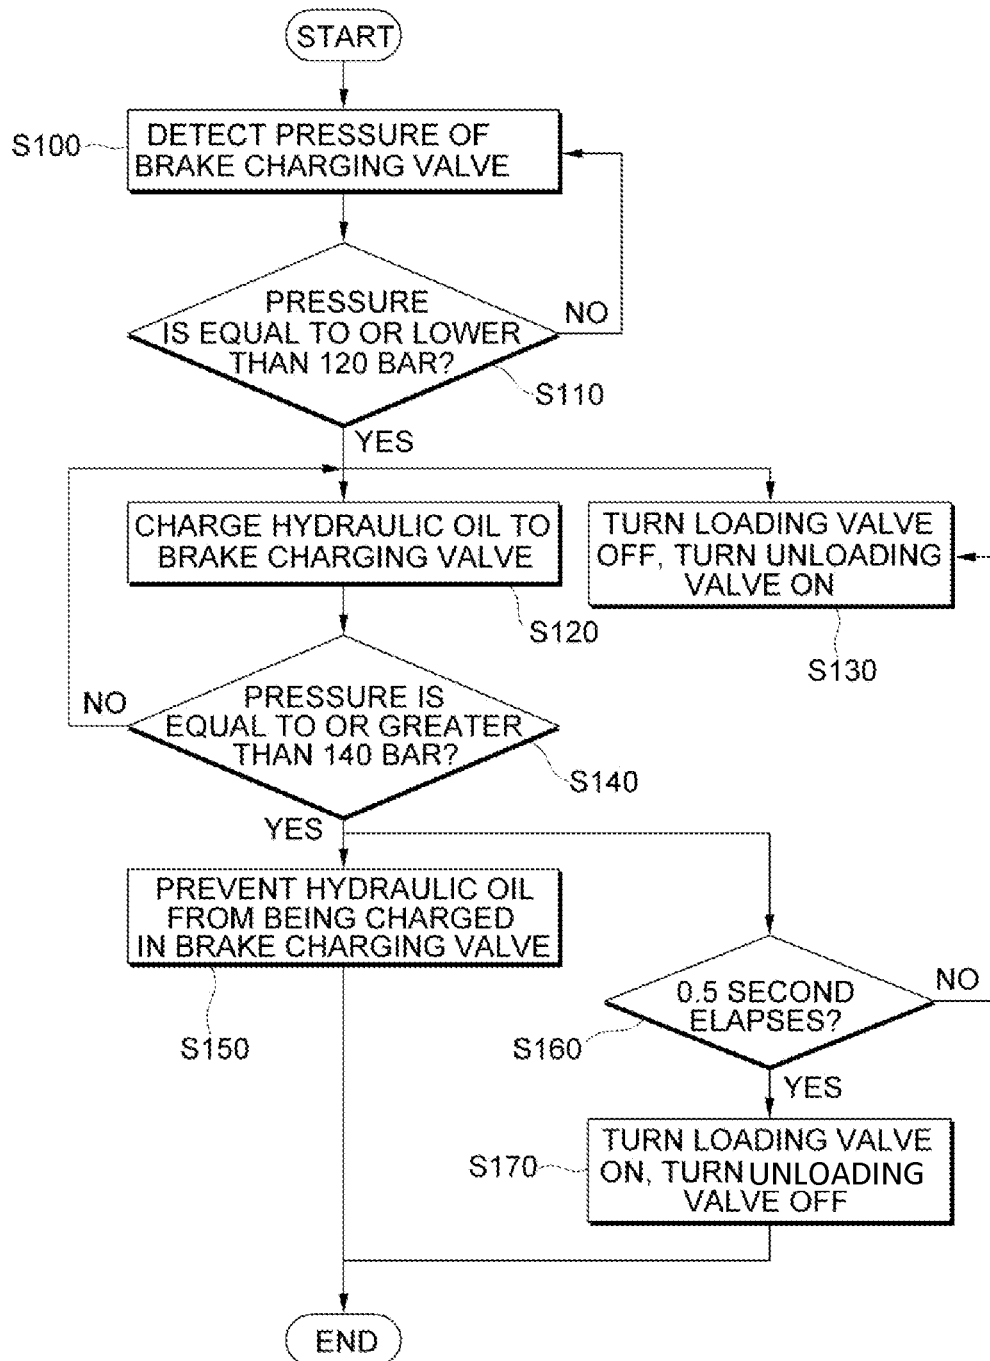 START
S100
DETECT PRESSURE OF
BRAKE CHARGING VALVE
PRESSURE
IS EQUAL TO OR LOWER
THAN 120 BAR?
NO
S110
YES
CHARGE HYDRAULIC OIL TO
BRAKE CHARGING VALVE
S120
TURN LOADING VALVE
OFF, TURN UNLOADING
VALVE ON
S130
NO
PRESSURE IS
EQUAL TO OR GREATER
THAN 140 BAR?
S140
YES
PREVENT HYDRAULIC OIL
FROM BEING CHARGED
IN BRAKE CHARGING VALVE
S150
0.5 SECOND
ELAPSES?
NO
S160
YES
S170
TURN LOADING VALVE
ON, TURN UNLOADING
VALVE OFF
END